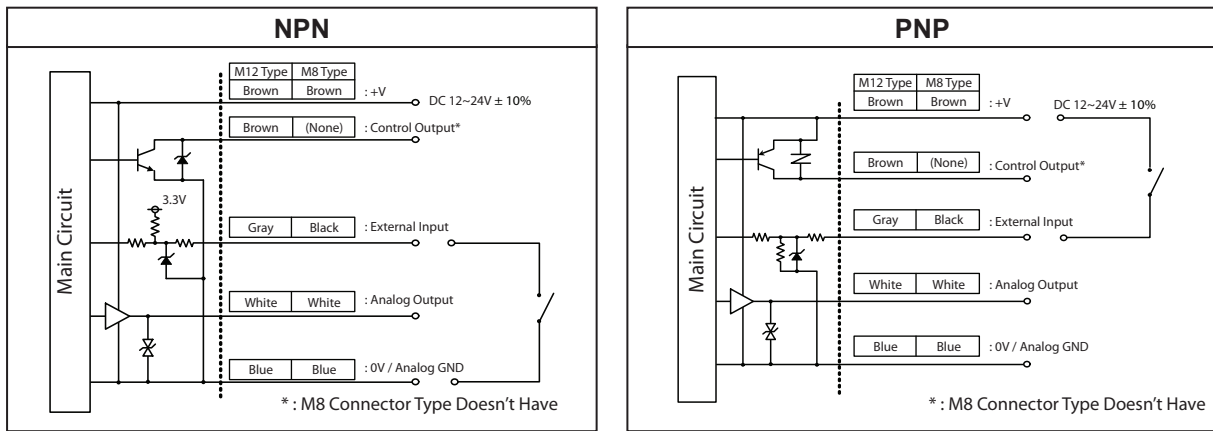 NPN
M12 Type M8 Type
Brown Brown : +V DC 12~24V ± 10%
Brown (None) : Control Output*
3.3V
Main Circuit
Gray Black : External Input
White White : Analog Output
Blue Blue : 0V / Analog GND
* : M8 Connector Type Doesn't Have
PNP
M12 Type M8 Type
Brown Brown : +V DC 12~24V ± 10%
Brown (None) : Control Output*
Main Circuit
Gray Black : External Input
White White : Analog Output
Blue Blue : 0V / Analog GND
* : M8 Connector Type Doesn't Have